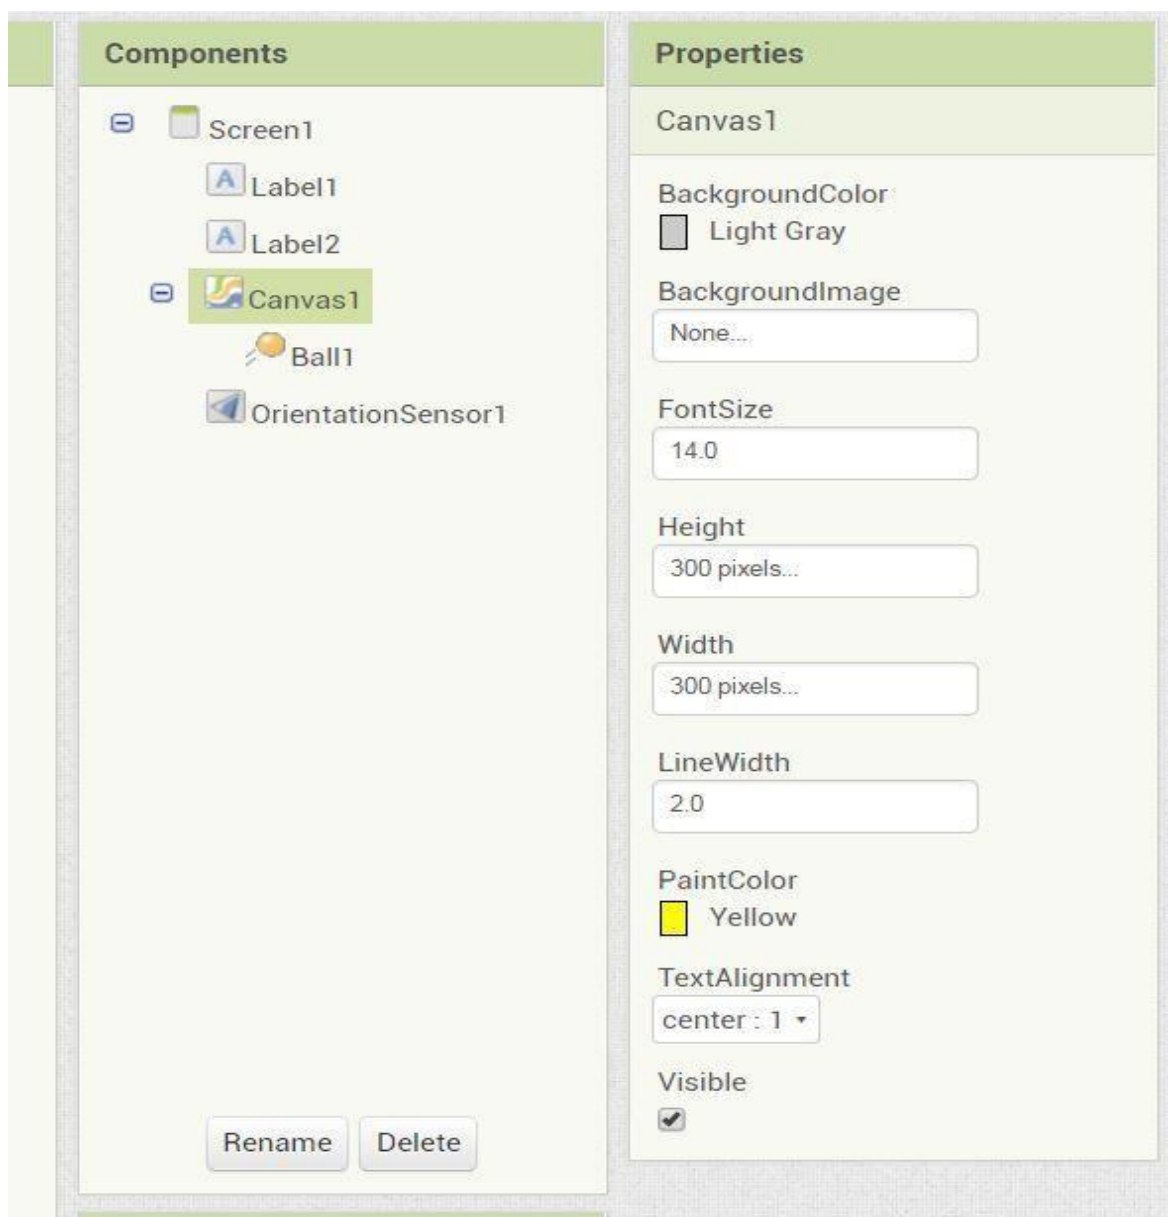 Components
Screen1
Label1
Label2
Canvas1
Ball1
OrientationSensor1
Rename
Delete
Properties
Canvas1
BackgroundColor
Light Gray
BackgroundImage
None...
FontSize
14.0
Height
300 pixels...
Width
300 pixels...
LineWidth
2.0
PaintColor
Yellow
TextAlignment
center : 1
Visible